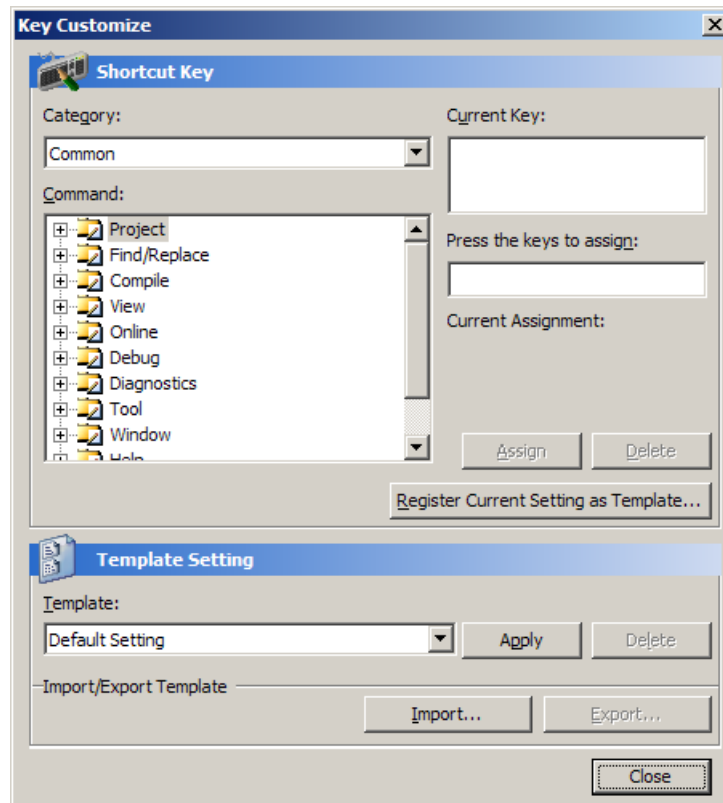 Key Customize
Shortcut Key
Category:
Common
Command:
Project
Find/Replace
Compile
View
Online
Debug
Diagnostics
Tool
Window
Help
Current Key:
Press the keys to assign:
Current Assignment:
Assign
Delete
Register Current Setting as Template...
Template Setting
Template:
Default Setting
Apply
Delete
Import/Export Template
Import...
Export...
Close